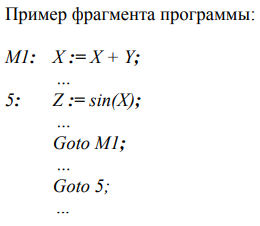 Пример фрагмента программы:
M1: X := X + Y;
...
5: Z := sin(X);
...
Goto M1;
...
Goto 5;
...